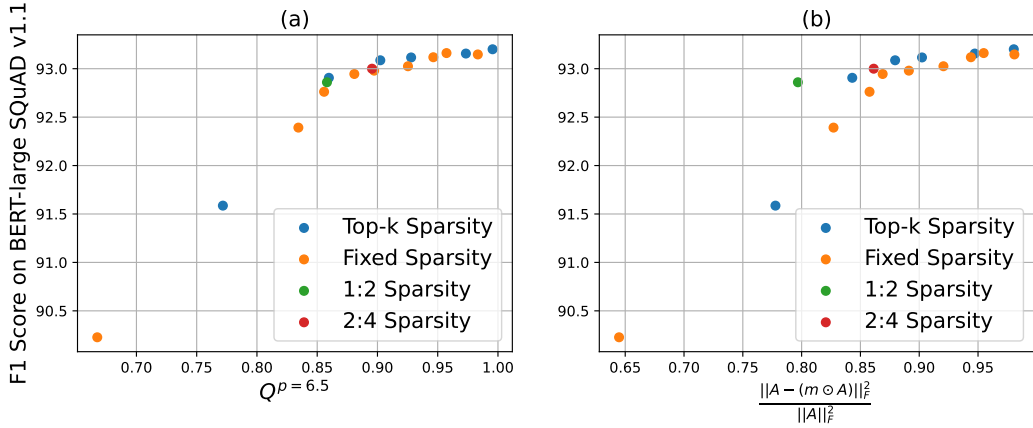 (a)
(b)
F1 Score on BERT-large SQuAD v1.1
93.0
92.5
92.0
91.5
91.0
90.5
0.70 0.75 0.80 0.85 0.90 0.95 1.00
Q^{p = 6.5}
Top-k Sparsity
Fixed Sparsity
1:2 Sparsity
2:4 Sparsity
93.0
92.5
92.0
91.5
91.0
90.5
0.65 0.70 0.75 0.80 0.85 0.90 0.95
||A − (m ⊙ A)||²_F
||A||²_F
Top-k Sparsity
Fixed Sparsity
1:2 Sparsity
2:4 Sparsity